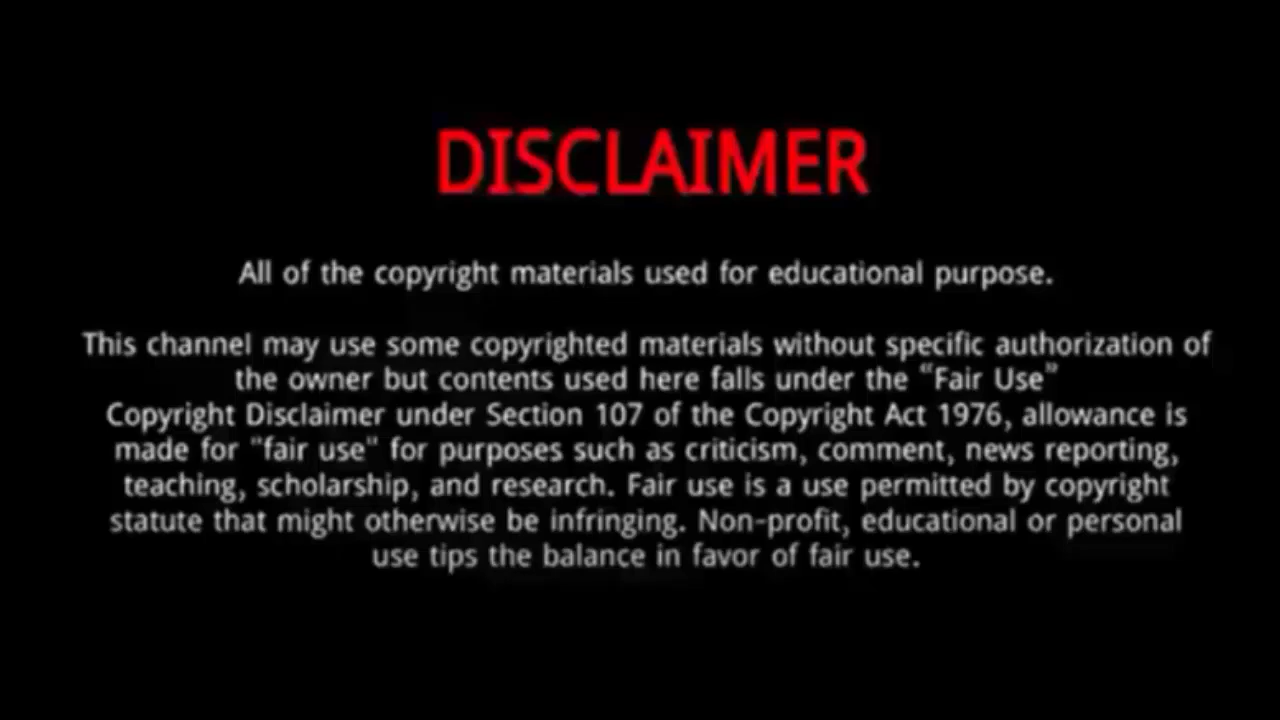 DISCLAIMER
All of the copyright materials used for educational purpose.
This channel may use some copyrighted materials without specific authorization of
the owner but contents used here falls under the “Fair Use”
Copyright Disclaimer under Section 107 of the Copyright Act 1976, allowance is
made for "fair use" for purposes such as criticism, comment, news reporting,
teaching, scholarship, and research. Fair use is a use permitted by copyright
statute that might otherwise be infringing. Non-profit, educational or personal
use tips the balance in favor of fair use.